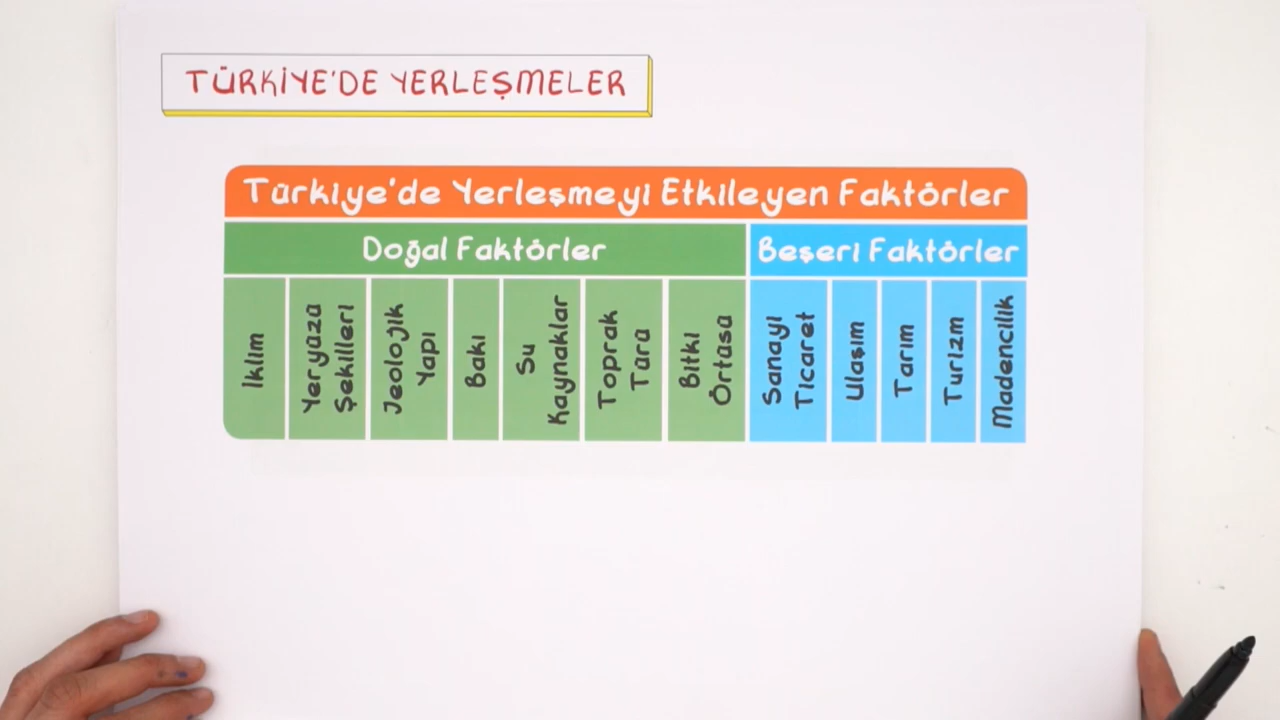 TÜRKİYE'DE YERLEŞMELER
Türkiye'de Yerleşmeyi Etkileyen Faktörler
Doğal Faktörler
Beşeri Faktörler
İklim
Yeryüzü
Şekilleri
Jeolojik
Yapı
Bakı
Su
Kaynaklar
Toprak
Türü
Bitki
Örtüsü
Sanayi
Ticaret
Ulaşım
Tarım
Turizm
Madencilik